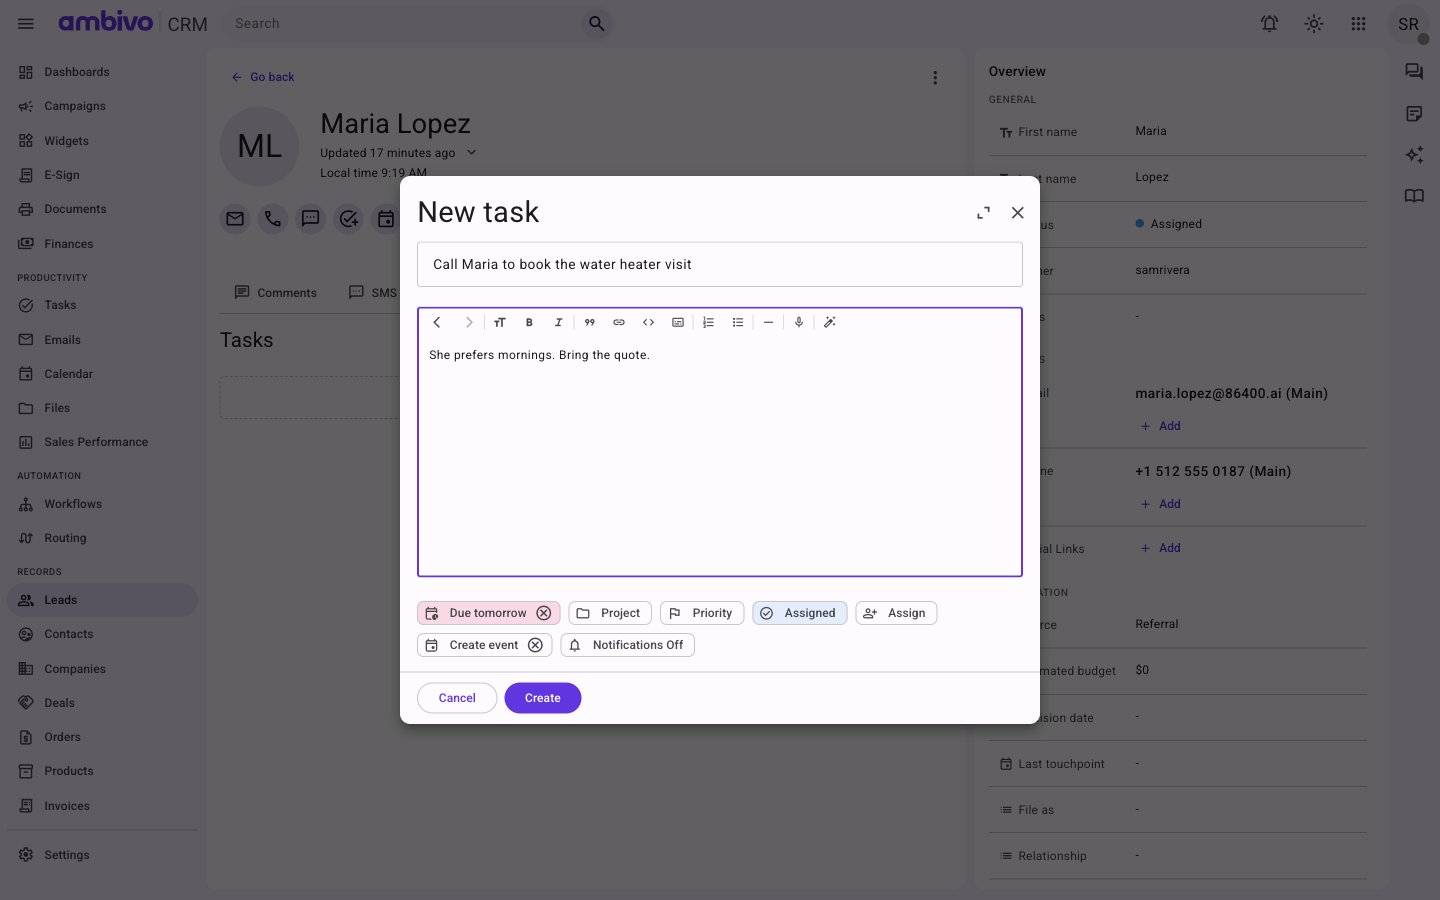 ambivo CRM
Search
SR
Dashboards
Campaigns
Widgets
E-Sign
Documents
Finances
PRODUCTIVITY
Tasks
Emails
Calendar
Files
Sales Performance
AUTOMATION
Workflows
Routing
RECORDS
Leads
Contacts
Companies
Deals
Orders
Products
Invoices
Settings
Go back
ML
Maria Lopez
Updated 17 minutes ago
Local time 9:19 AM
Comments
SMS
Tasks
New task
Call Maria to book the water heater visit
She prefers mornings. Bring the quote.
Due tomorrow
Project
Priority
Assigned
Assign
Create event
Notifications Off
Cancel
Create
Overview
GENERAL
First name Maria
name Lopez
Assigned
samrivera
-
maria.lopez@86400.ai (Main)
+ Add
+1 512 555 0187 (Main)
+ Add
Links + Add
Referral
budget $0
date -
Last touchpoint -
File as -
Relationship -